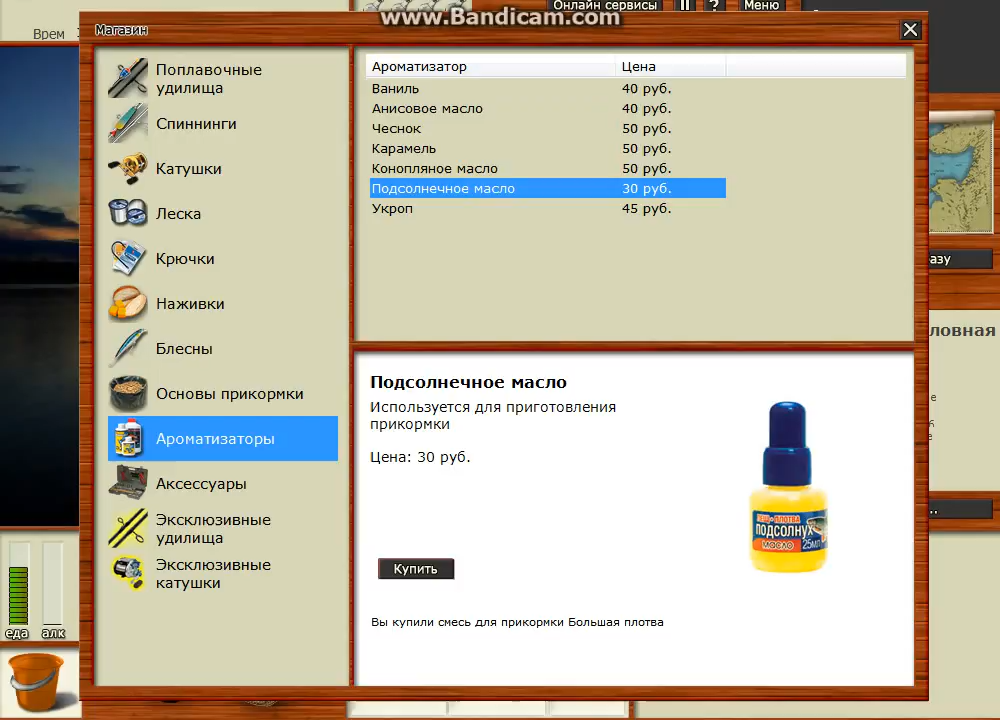 Онлайн сервисы
?
Меню
www.Bandicam.com
Врем
Магазин
Поплавочные
удилища
Спиннинги
Катушки
Леска
Крючки
Наживки
Блесны
Основы прикормки
Ароматизаторы
Аксессуары
Эксклюзивные
удилища
Эксклюзивные
катушки
Ароматизатор Цена
Ваниль 40 руб.
Анисовое масло 40 руб.
Чеснок 50 руб.
Карамель 50 руб.
Конопляное масло 50 руб.
Подсолнечное масло 30 руб.
Укроп 45 руб.
Подсолнечное масло
Используется для приготовления
прикормки
Цена: 30 руб.
ЛЕЩ-ПЛОТВА
ПОДСОЛНУХ
МАСЛО 25МЛ
Купить
Вы купили смесь для прикормки Большая плотва
азу
ловная
е
е
..
еда алк